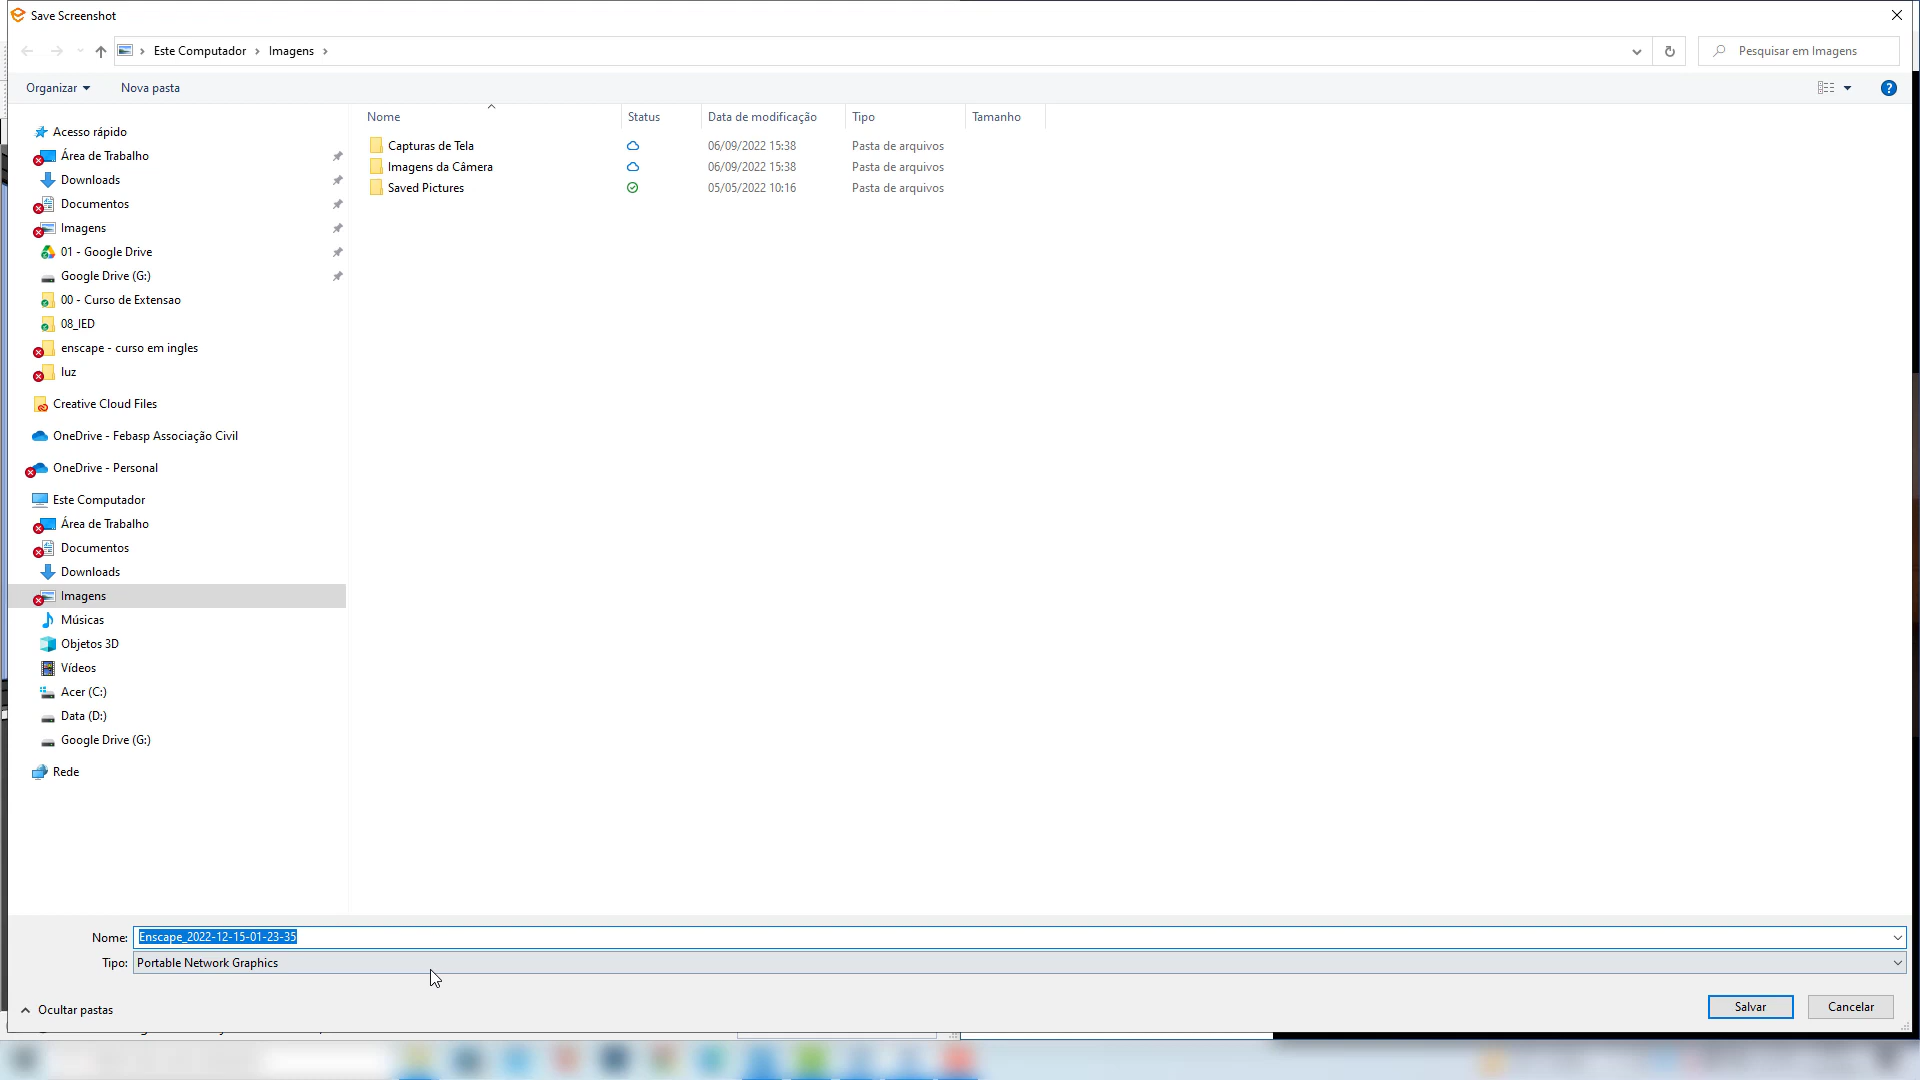 Save Screenshot
Este Computador > Imagens >
Pesquisar em Imagens
Organizar
Nova pasta
Nome Status Data de modificação Tipo Tamanho
Capturas de Tela 06/09/2022 15:38 Pasta de arquivos
Imagens da Câmera 06/09/2022 15:38 Pasta de arquivos
Saved Pictures 05/05/2022 10:16 Pasta de arquivos
Acesso rápido
Área de Trabalho
Downloads
Documentos
Imagens
01 - Google Drive
Google Drive (G:)
00 - Curso de Extensao
08_IED
enscape - curso em ingles
luz
Creative Cloud Files
OneDrive - Febasp Associação Civil
OneDrive - Personal
Este Computador
Área de Trabalho
Documentos
Downloads
Imagens
Músicas
Objetos 3D
Vídeos
Acer (C:)
Data (D:)
Google Drive (G:)
Rede
Nome: Enscape_2022-12-15-01-23-35
Tipo: Portable Network Graphics
Ocultar pastas
Salvar
Cancelar